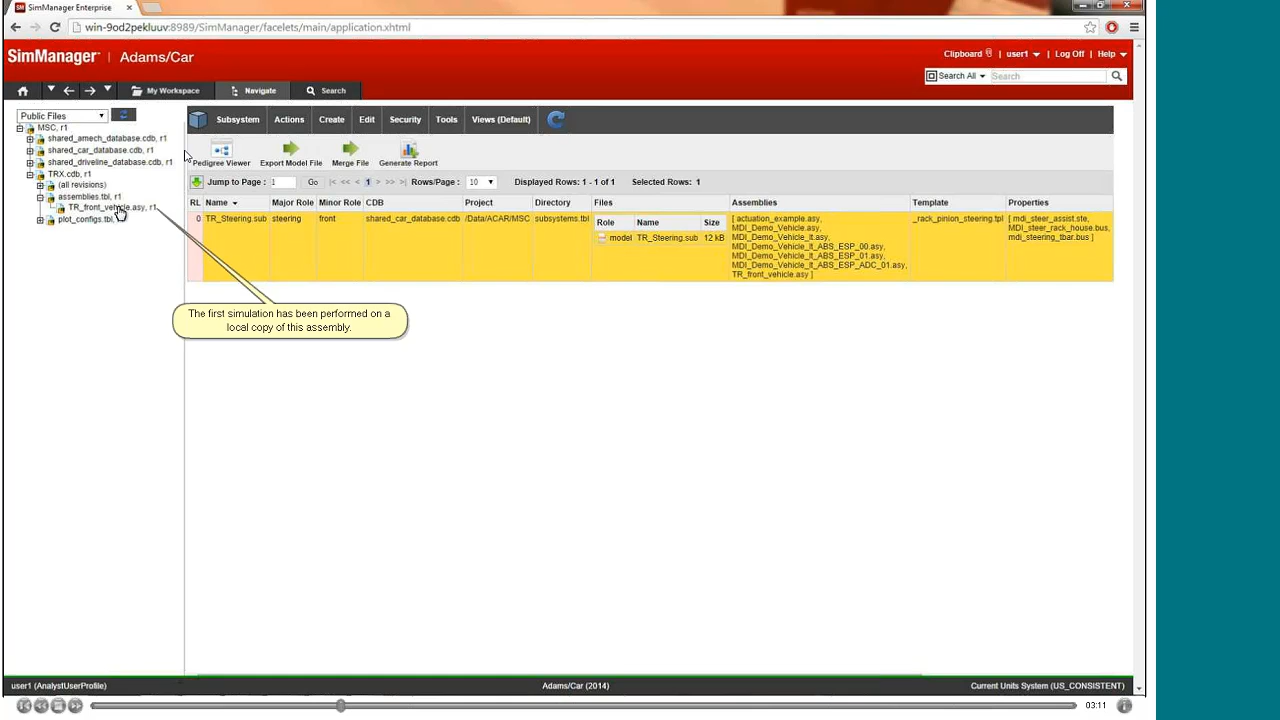 SimManager Enterprise
win-9od2pekluuv:8989/SimManager/facelets/main/application.xhtml
SimManager | Adams/Car
Clipboard | user1 | Log Off | Help
Search All Search
My Workspace Navigate Search
Public Files
MSC, r1
shared_amech_database.cdb, r1
shared_car_database.cdb, r1
shared_driveline_database.cdb, r1
TRX.cdb, r1
(all revisions)
assemblies.tbl, r1
TR_front_vehicle.asy, r1
plot_configs.tbl,
Subsystem Actions Create Edit Security Tools Views (Default)
Pedigree Viewer Export Model File Merge File Generate Report
Jump to Page : 1 Go |< << < 1 > >> >| Rows/Page : 10 Displayed Rows: 1 - 1 of 1 Selected Rows: 1
RL Name Major Role Minor Role CDB Project Directory Files Assemblies Template Properties
0 TR_Steering.sub steering front shared_car_database.cdb /Data/ACAR/MSC subsystems.tbl
Role Name Size
model TR_Steering.sub 12 kB
[ actuation_example.asy,
MDI_Demo_Vehicle.asy,
MDI_Demo_Vehicle_lt.asy,
MDI_Demo_Vehicle_lt_ABS_ESP_00.asy,
MDI_Demo_Vehicle_lt_ABS_ESP_01.asy,
MDI_Demo_Vehicle_lt_ABS_ESP_ADC_01.asy,
TR_front_vehicle.asy ]
_rack_pinion_steering.tpl
[ mdi_steer_assist.ste,
MDI_steer_rack_house.bus,
mdi_steering_tbar.bus ]
The first simulation has been performed on a
local copy of this assembly.
user1 (AnalystUserProfile)
Adams/Car (2014)
Current Units System (US_CONSISTENT)
03:11